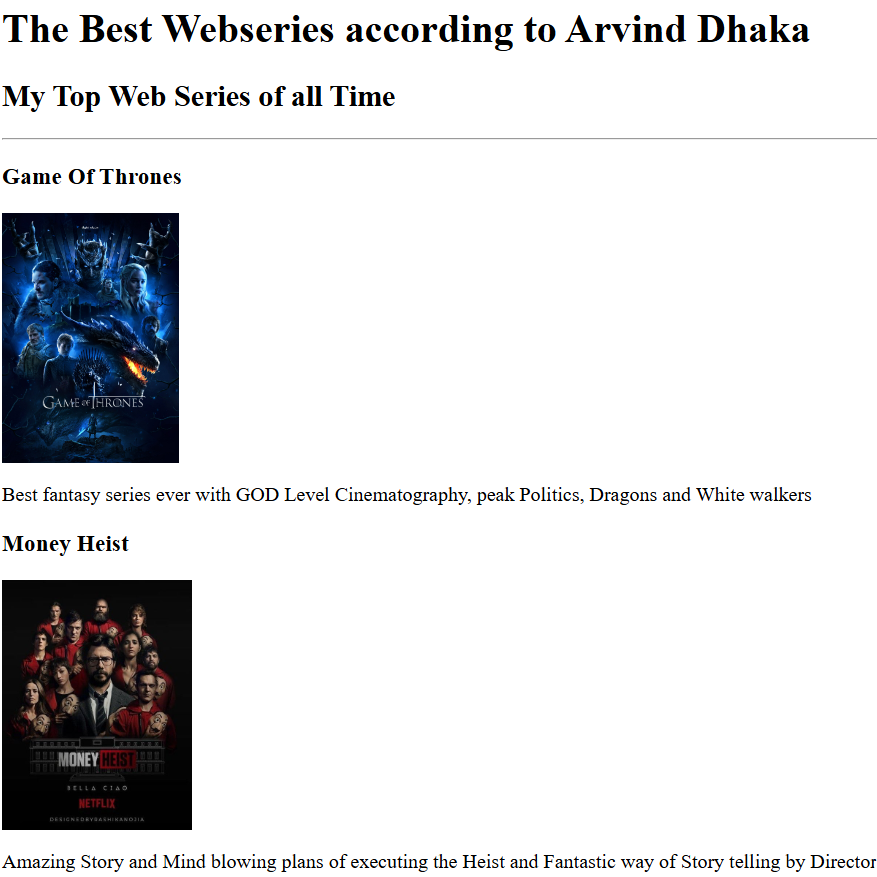 The Best Webseries according to Arvind Dhaka
My Top Web Series of all Time
Game Of Thrones
GAME OF THRONES
Best fantasy series ever with GOD Level Cinematography, peak Politics, Dragons and White walkers
Money Heist
MONEY HEIST
BELLA CIAO
NETFLIX
Amazing Story and Mind blowing plans of executing the Heist and Fantastic way of Story telling by Director